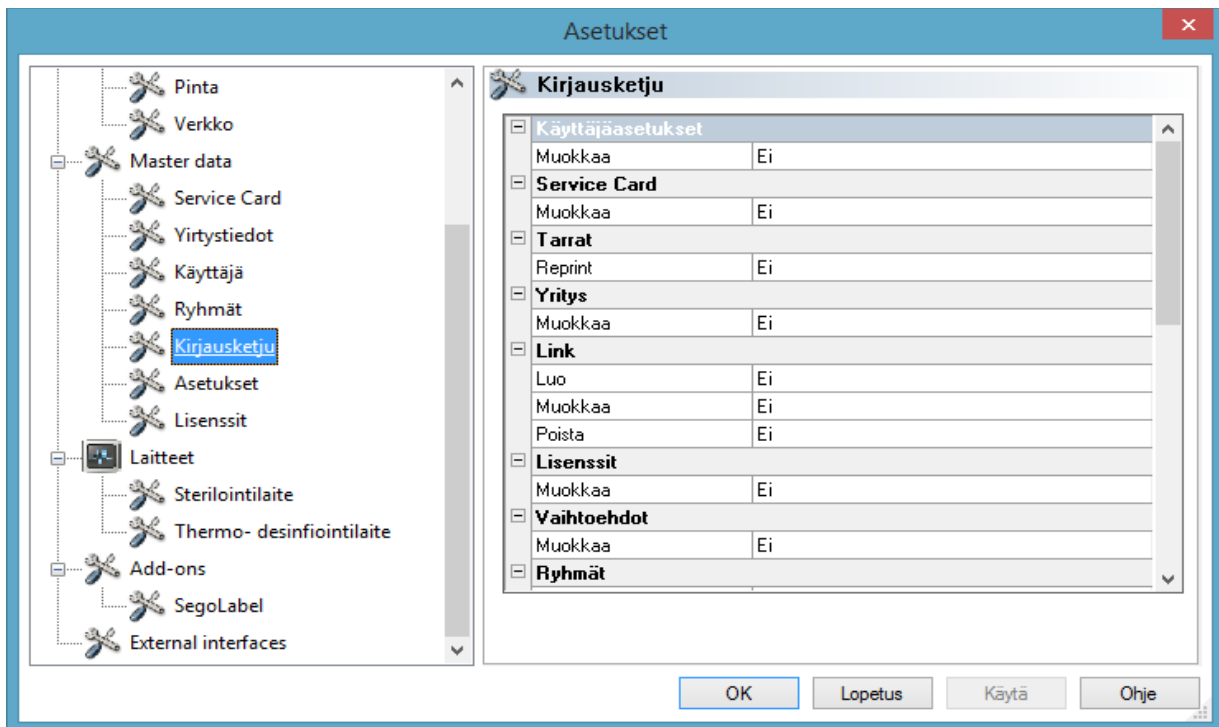 Asetukset
Pinta
Verkko
Master data
Service Card
Yirtystiedot
Käyttäjä
Ryhmät
Kirjausketju
Asetukset
Lisenssit
Laitteet
Sterilointilaite
Thermo- desinfiointilaite
Add-ons
SegoLabel
External interfaces
Kirjausketju
Käyttäjäasetukset
Muokkaa Ei
Service Card
Muokkaa Ei
Tarrat
Reprint Ei
Yritys
Muokkaa Ei
Link
Luo Ei
Muokkaa Ei
Poista Ei
Lisenssit
Muokkaa Ei
Vaihtoehdot
Muokkaa Ei
Ryhmät
OK Lopetus Käytä Ohje